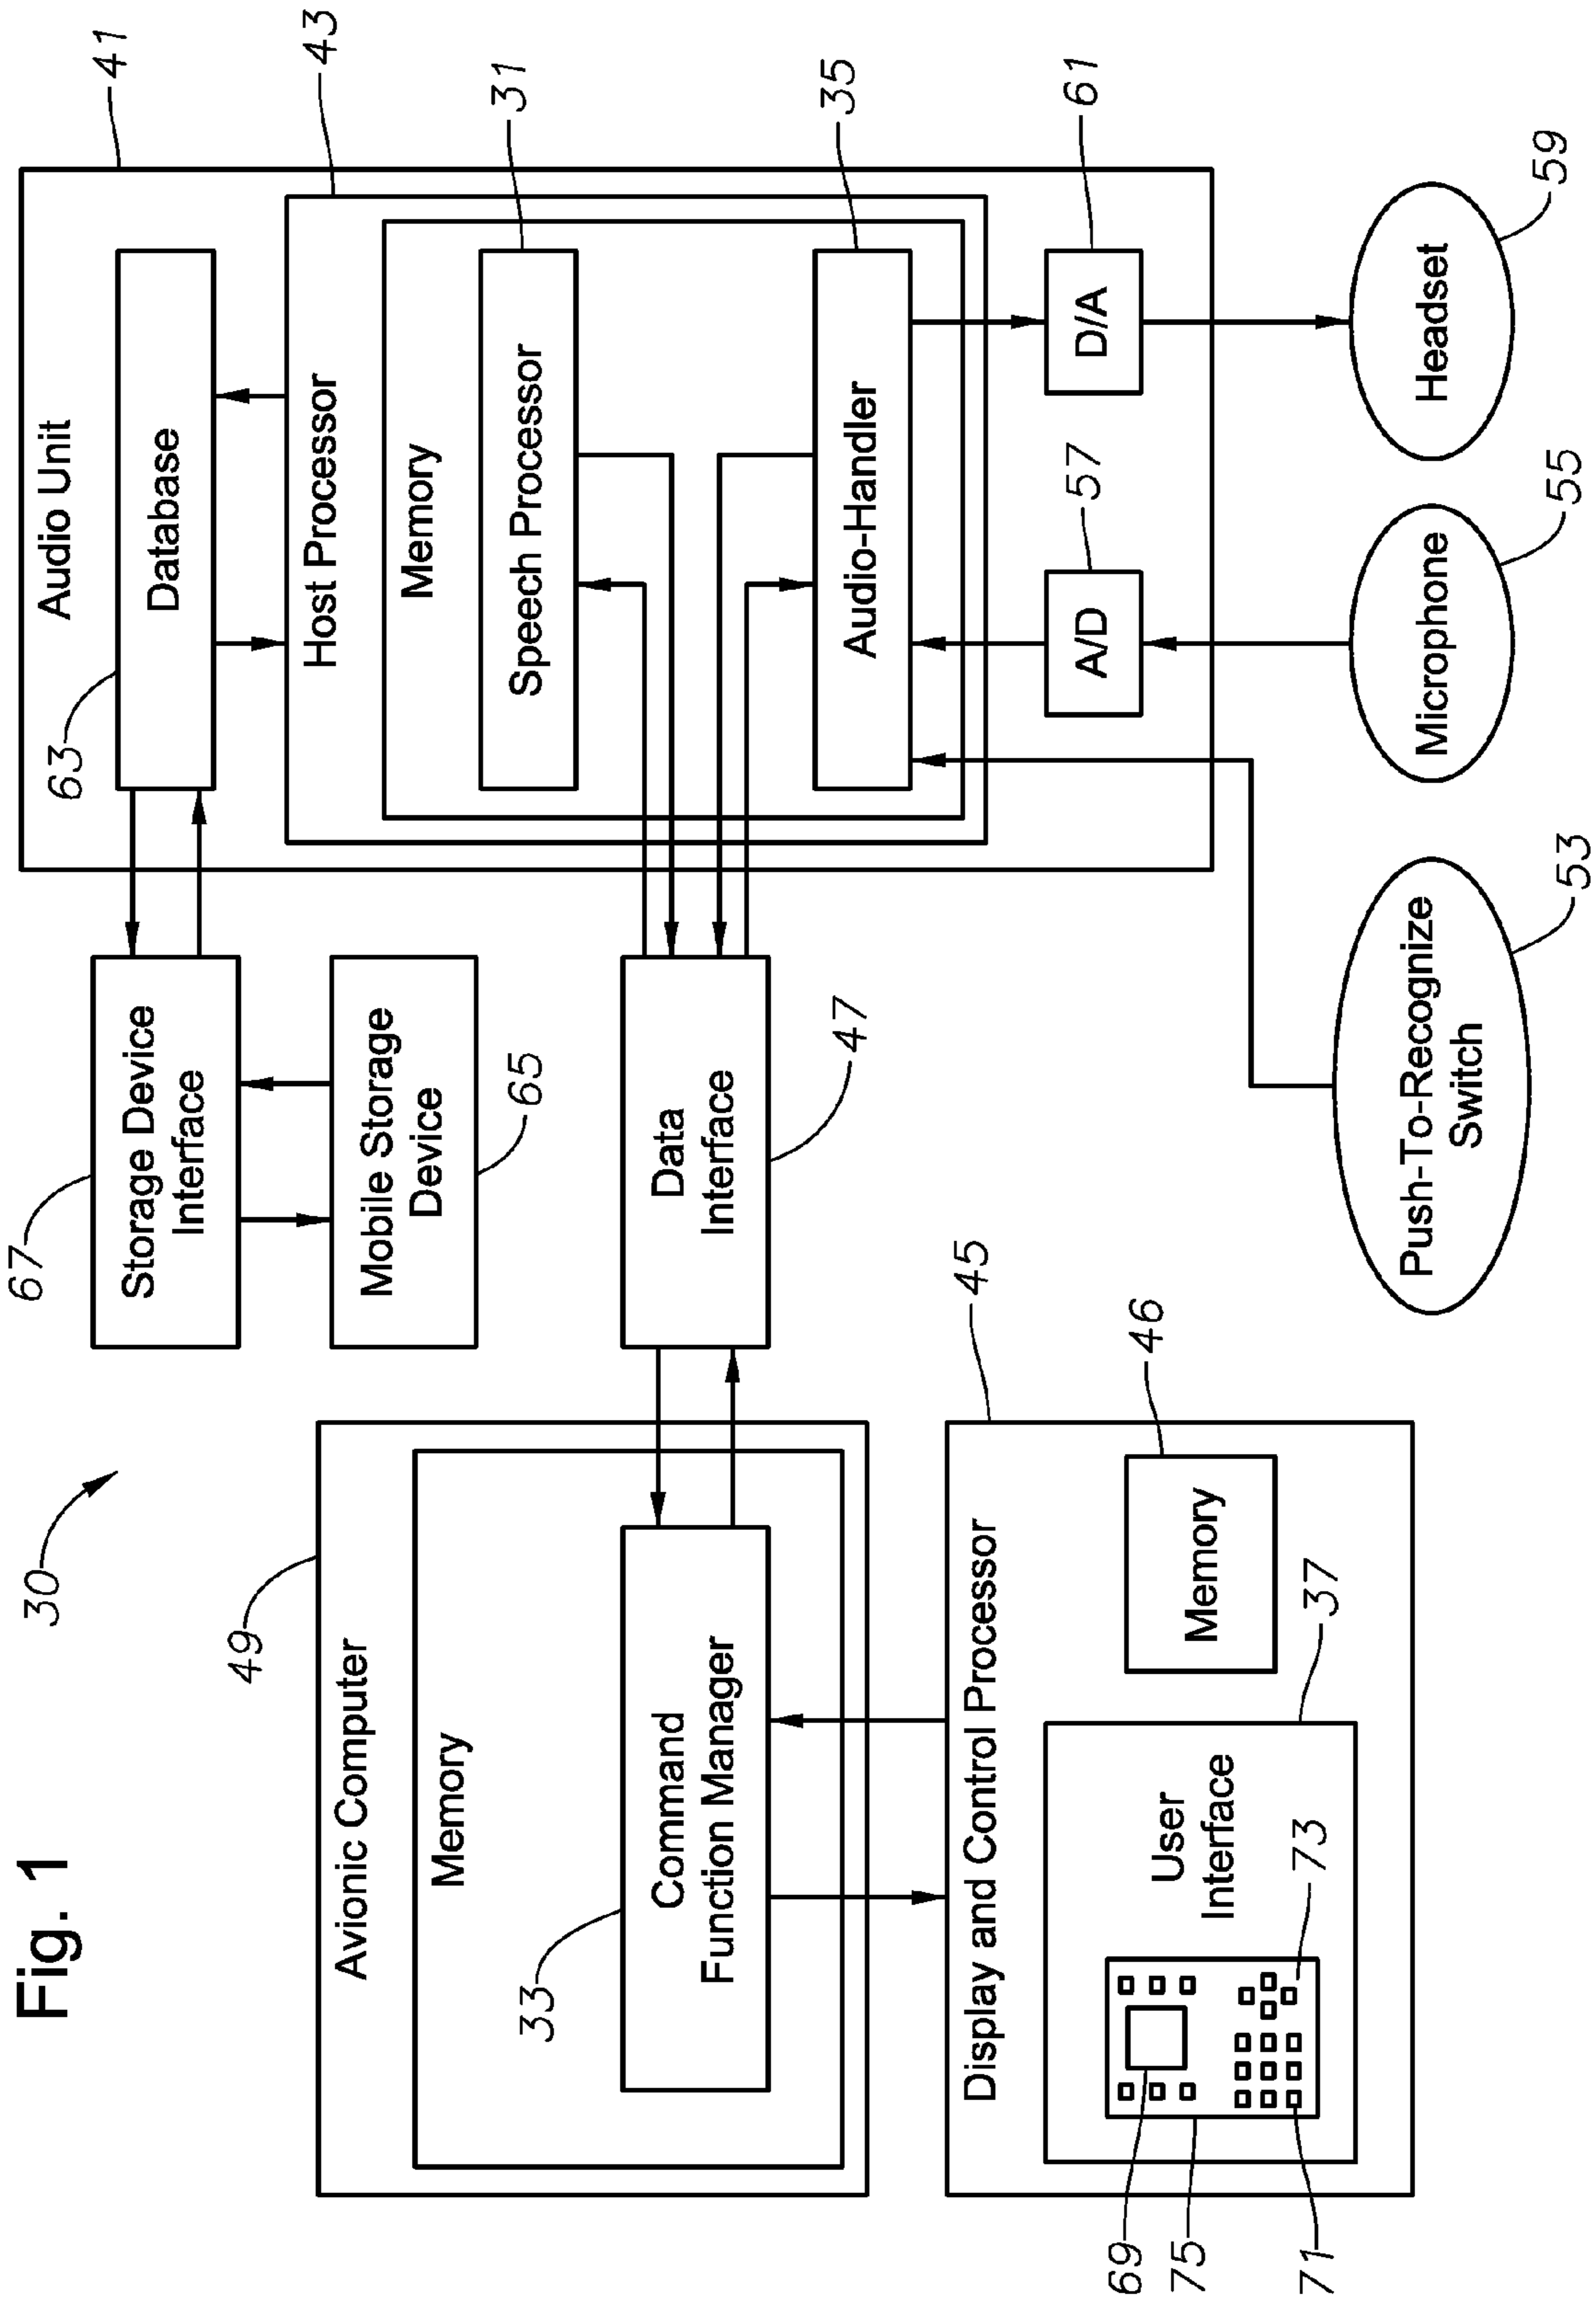 Fig. 1
30
49
Avionic Computer
Memory
33
Command
Function Manager
45
Display and Control Processor
46
Memory
37
User
Interface
73
69
75
71
67
Storage Device
Interface
Mobile Storage
Device
65
Data
Interface
47
41
Audio Unit
63
Database
43
Host Processor
Memory
31
Speech Processor
35
Audio-Handler
57
A/D
61
D/A
53
Push-To-Recognize
Switch
55
Microphone
59
Headset